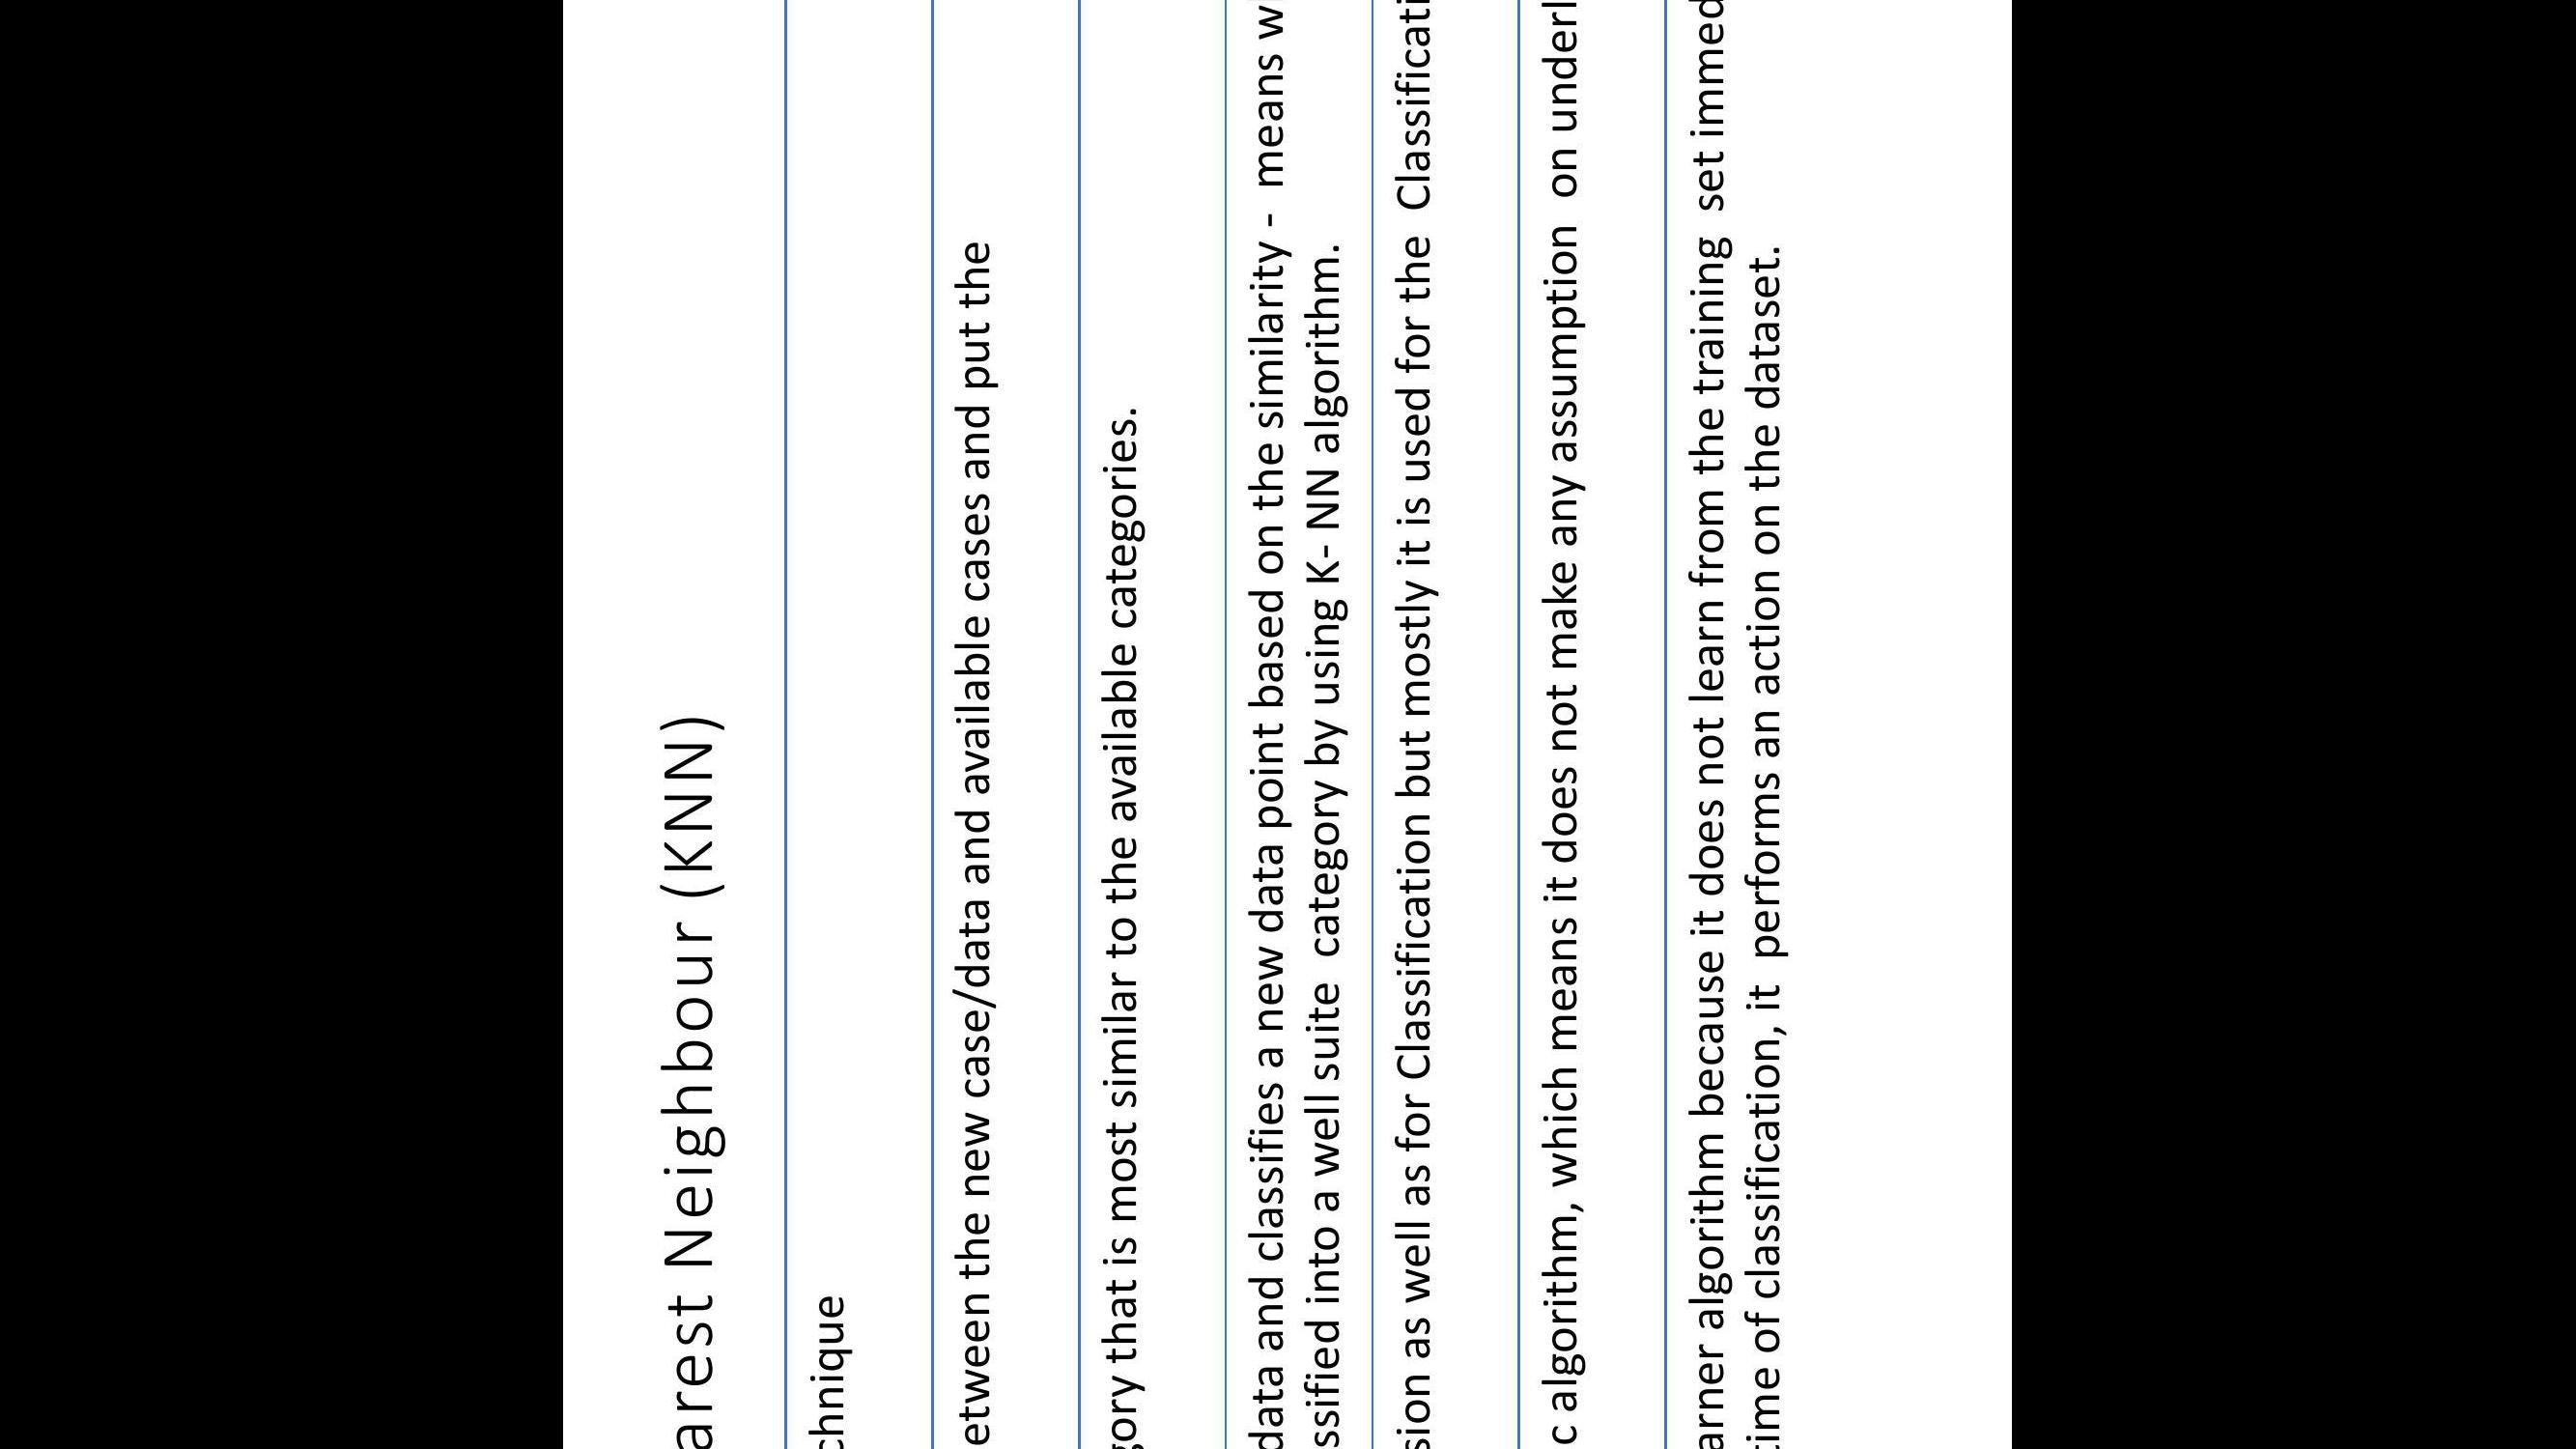 arest Neighbour (KNN)
chnique
etween the new case/data and available cases and put the
gory that is most similar to the available categories.
data and classifies a new data point based on the similarity - means w
ssified into a well suite category by using K- NN algorithm.
sion as well as for Classification but mostly it is used for the Classificati
c algorithm, which means it does not make any assumption on underl
arner algorithm because it does not learn from the training set immed
time of classification, it performs an action on the dataset.